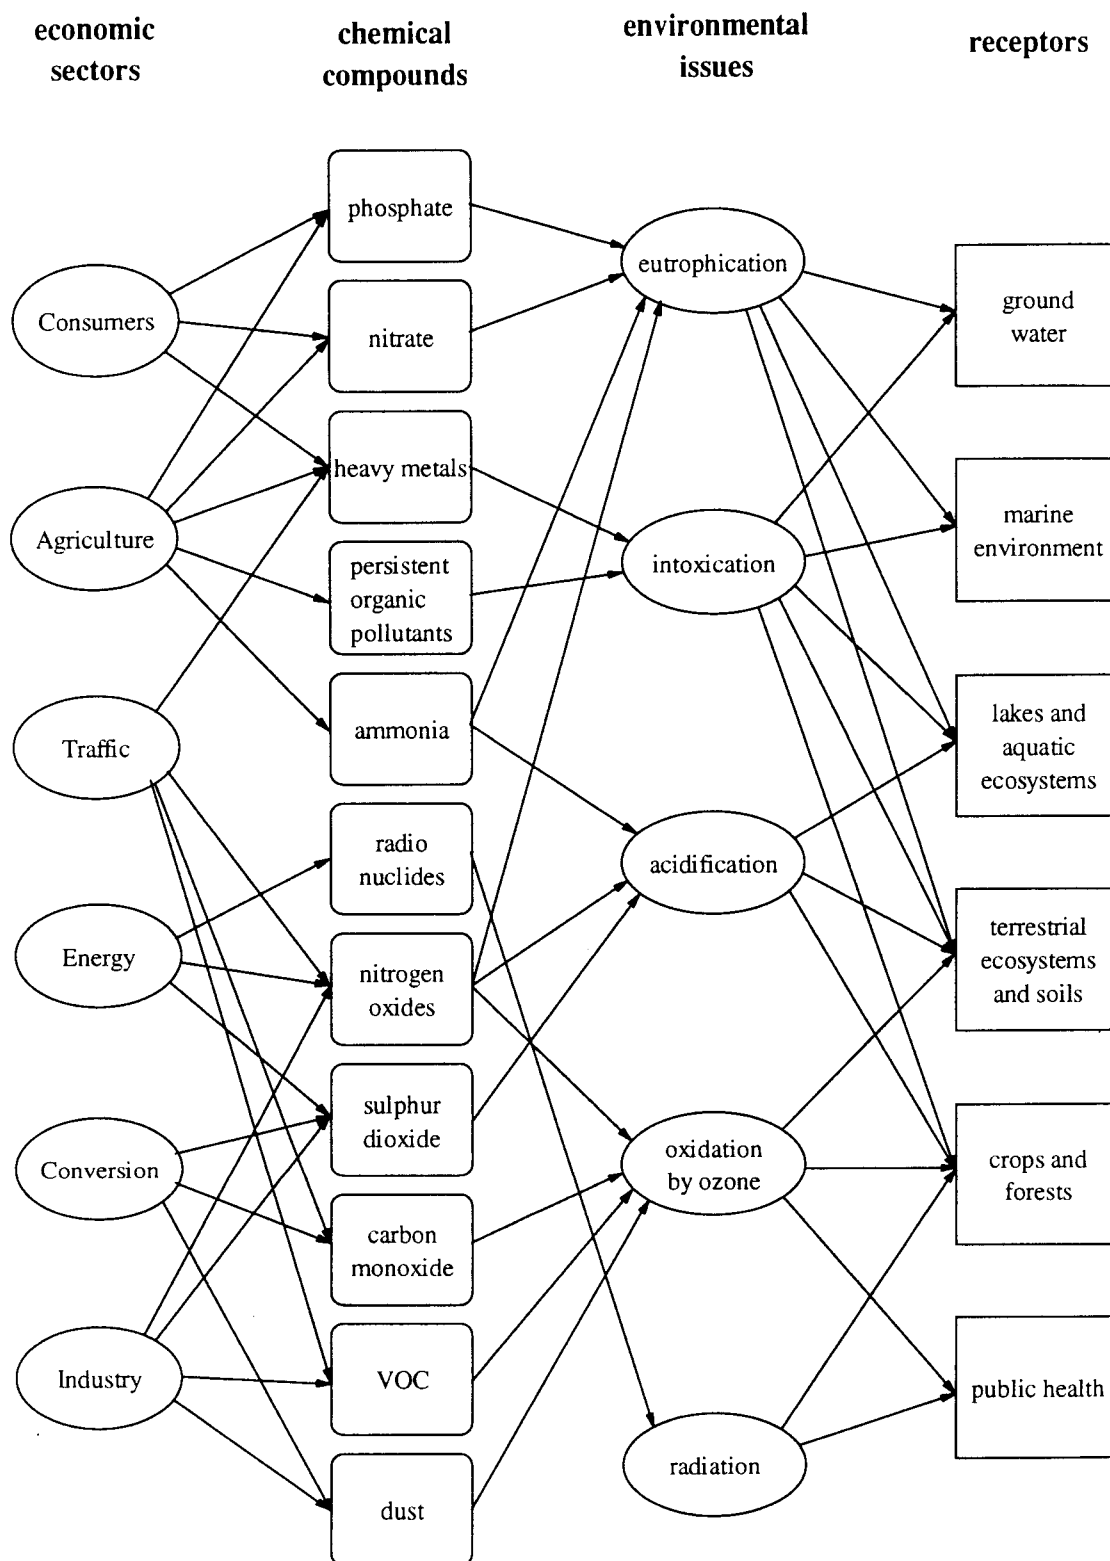 economic
sectors
chemical
compounds
environmental
issues
receptors
Consumers
Agriculture
Traffic
Energy
Conversion
Industry
phosphate
nitrate
heavy metals
persistent
organic
pollutants
ammonia
radio
nuclides
nitrogen
oxides
sulphur
dioxide
carbon
monoxide
VOC
dust
eutrophication
intoxication
acidification
oxidation
by ozone
radiation
ground
water
marine
environment
lakes and
aquatic
ecosystems
terrestrial
ecosystems
and soils
crops and
forests
public health